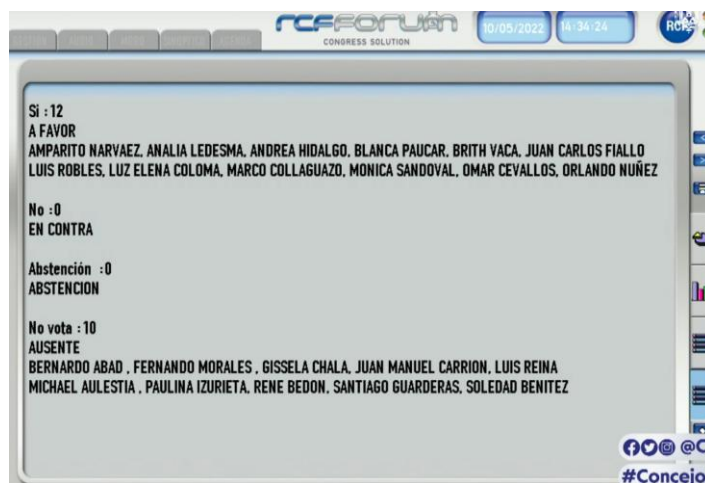 rcfforum
CONGRESS SOLUTION
10/05/2022
14:34:24
Si : 12
A FAVOR
AMPARITO NARVAEZ, ANALIA LEDESMA, ANDREA HIDALGO, BLANCA PAUCAR, BRITH VACA, JUAN CARLOS FIALLO
LUIS ROBLES, LUZ ELENA COLOMA, MARCO COLLAGUAZO, MONICA SANDOVAL, OMAR CEVALLOS, ORLANDO NUÑEZ
No :0
EN CONTRA
Abstención :0
ABSTENCION
No vota : 10
AUSENTE
BERNARDO ABAD , FERNANDO MORALES , GISSELA CHALA, JUAN MANUEL CARRION, LUIS REINA
MICHAEL AULESTIA , PAULINA IZURIETA, RENE BEDON, SANTIAGO GUARDERAS, SOLEDAD BENITEZ
@C
#Concejo